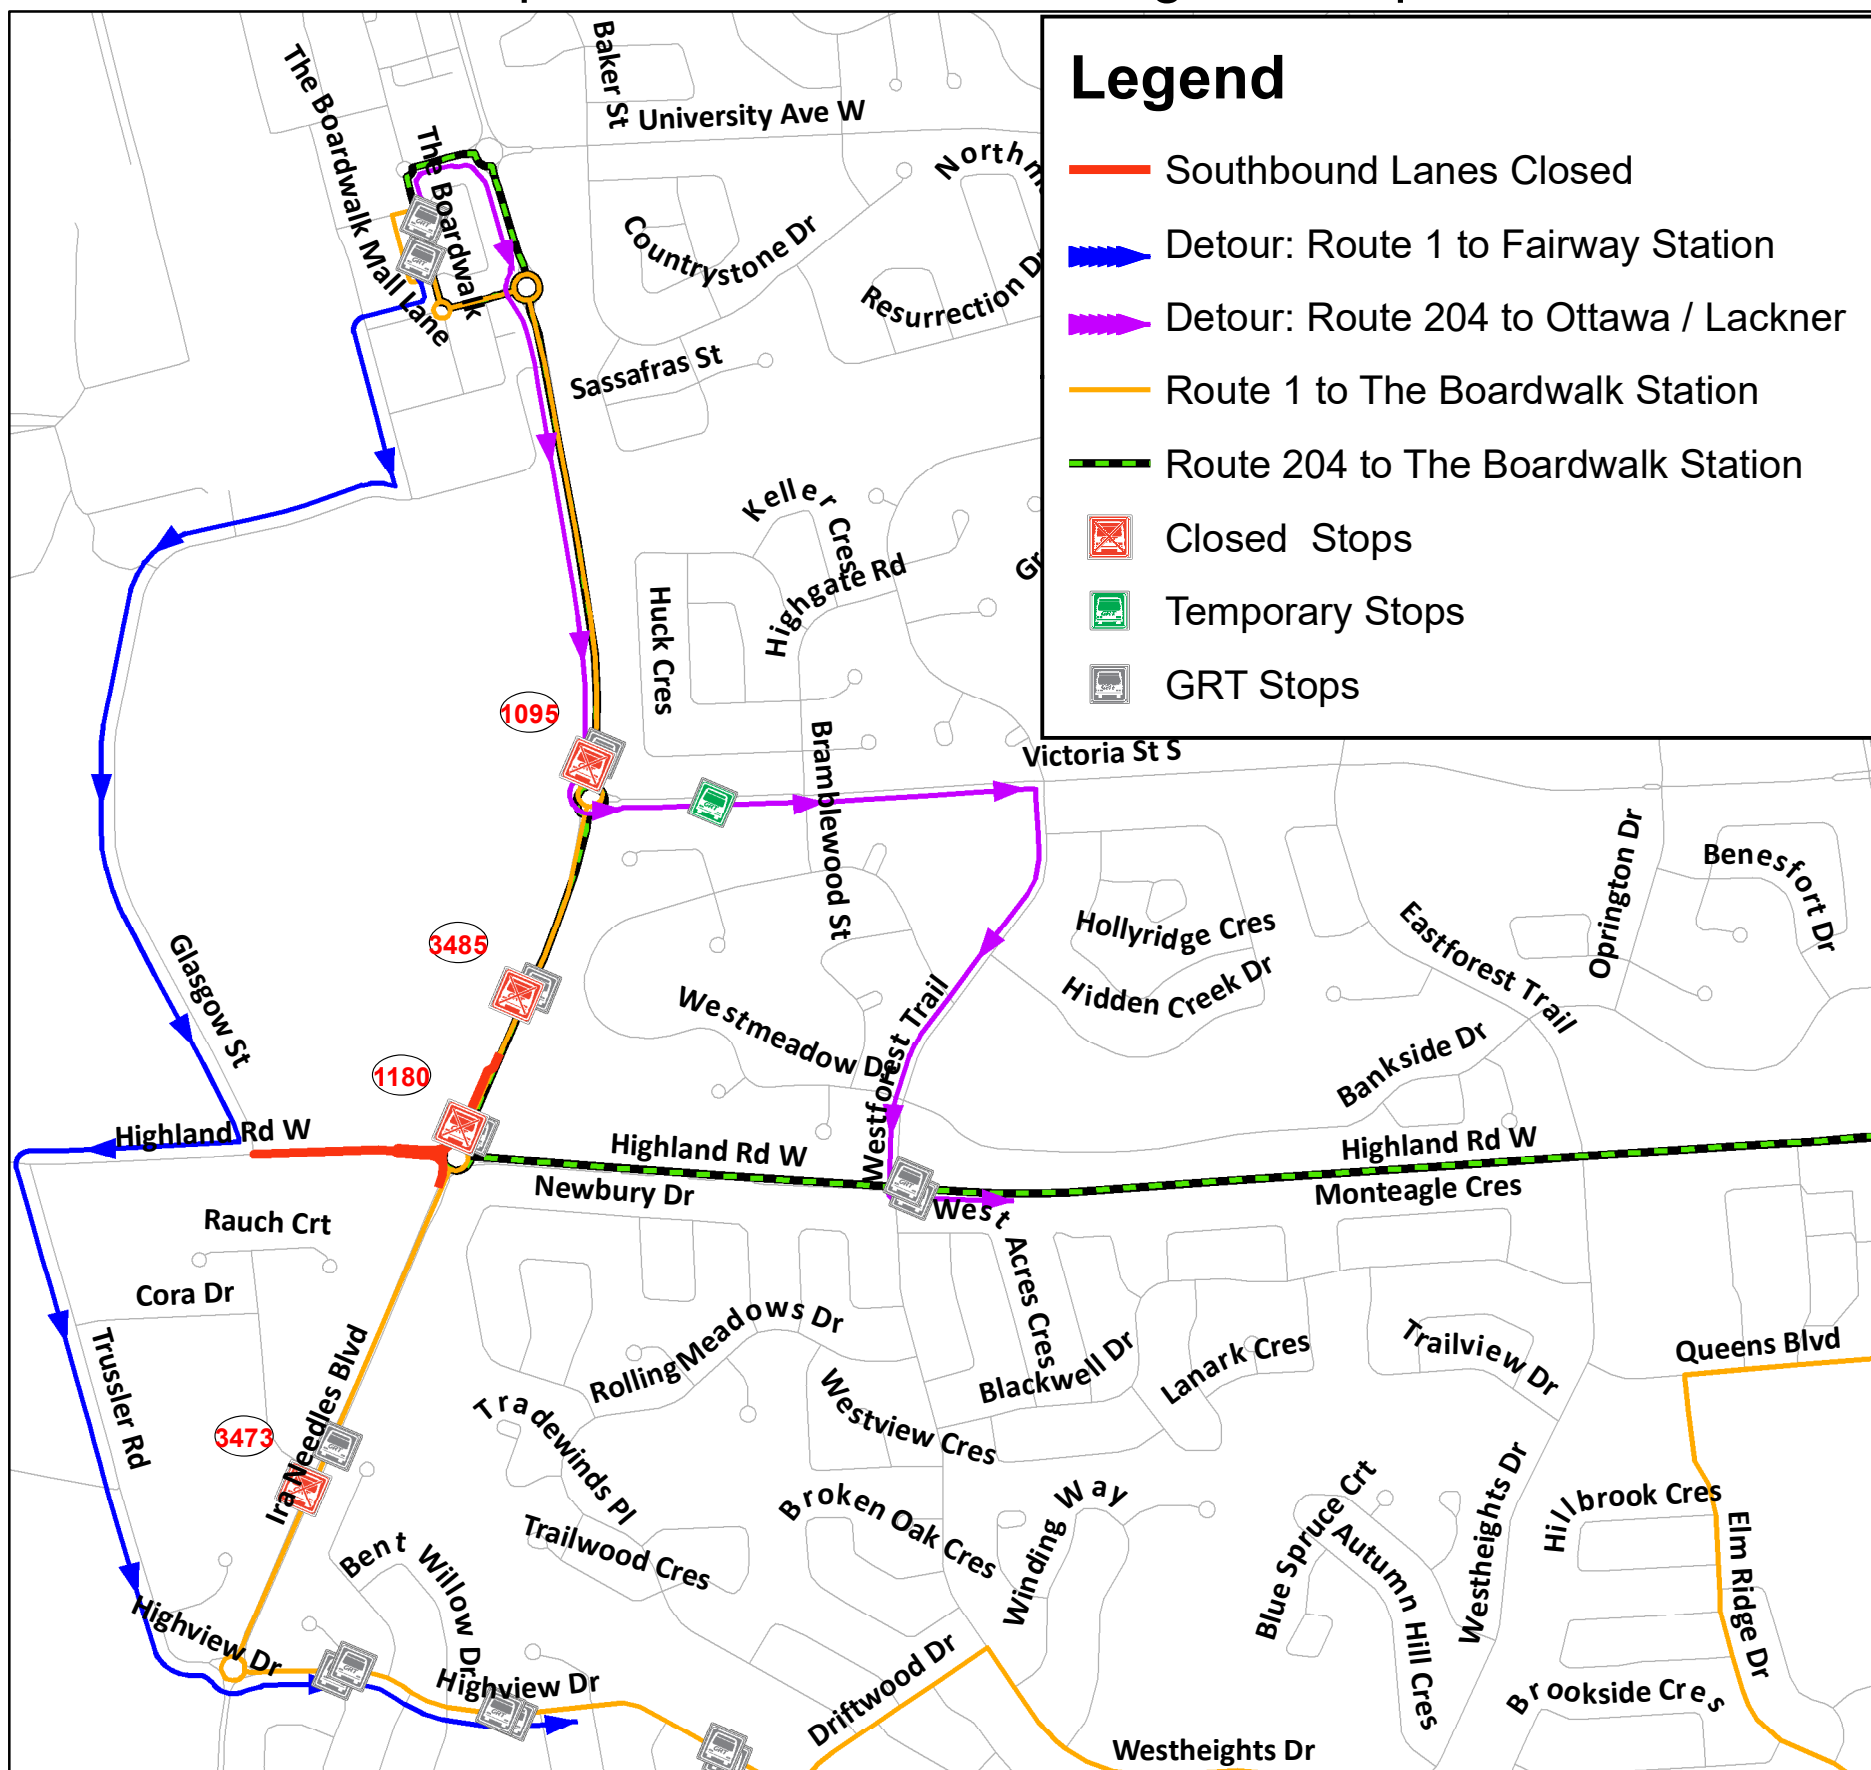 Legend
Southbound Lanes Closed
Detour: Route 1 to Fairway Station
Detour: Route 204 to Ottawa / Lackner
Route 1 to The Boardwalk Station
Route 204 to The Boardwalk Station
Closed Stops
Temporary Stops
GRT Stops
The Boardwalk Mall Lane
The Boardwalk
Baker St
University Ave W
Countrystone Dr
Resurrection Dr
Sassafras St
Keller Cres
Highgate Rd
Huck Cres
1095
Victoria St S
Bramblewood St
3485
Glasgow St
Westmeadow Dr
Westforest Trail
Hollyridge Cres
Hidden Creek Dr
Eastforest Trail
Oprington Dr
Benesfort Dr
Bankside Dr
1180
Highland Rd W
Highland Rd W
Highland Rd W
Newbury Dr
Monteagle Cres
West Acres Cres
Rauch Crt
Cora Dr
Trussler Rd
Ira Needles Blvd
Rolling Meadows Dr
Blackwell Dr
Lanark Cres
Trailview Dr
Queens Blvd
3473
Tradewinds Pl
Westview Cres
Trailwood Cres
Broken Oak Cres
Winding Way
Blue Spruce Crt
Autumn Hill Cres
Westheights Dr
Hillbrook Cres
Elm Ridge Dr
Bent Willow Dr
Highview Dr
Highview Dr
Driftwood Dr
Brookside Cres
Westheights Dr